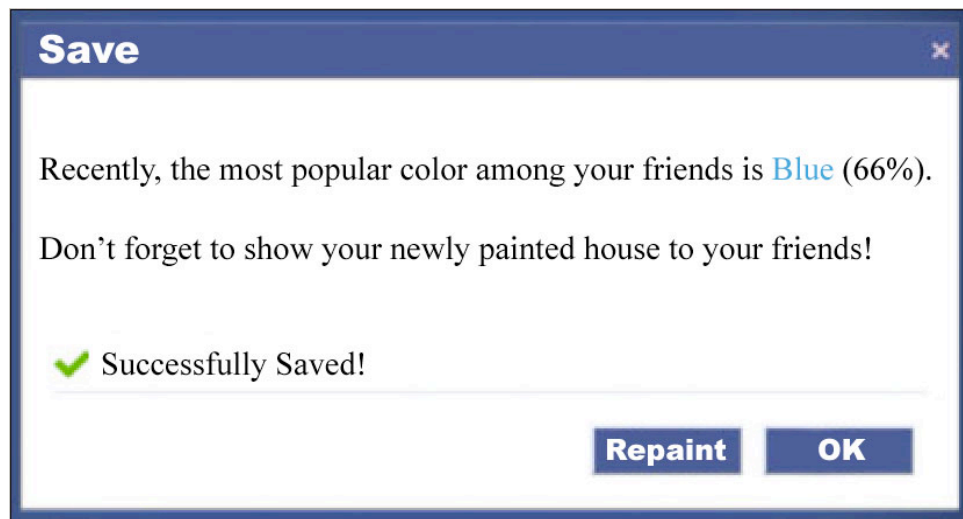 Save
Recently, the most popular color among your friends is Blue (66%).
Don’t forget to show your newly painted house to your friends!
Successfully Saved!
Repaint OK